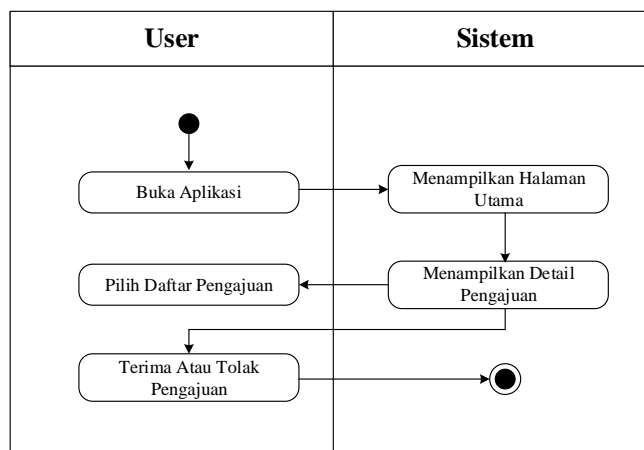 User
Sistem
Buka Aplikasi
Menampilkan Halaman
Utama
Pilih Daftar Pengajuan
Menampilkan Detail
Pengajuan
Terima Atau Tolak
Pengajuan